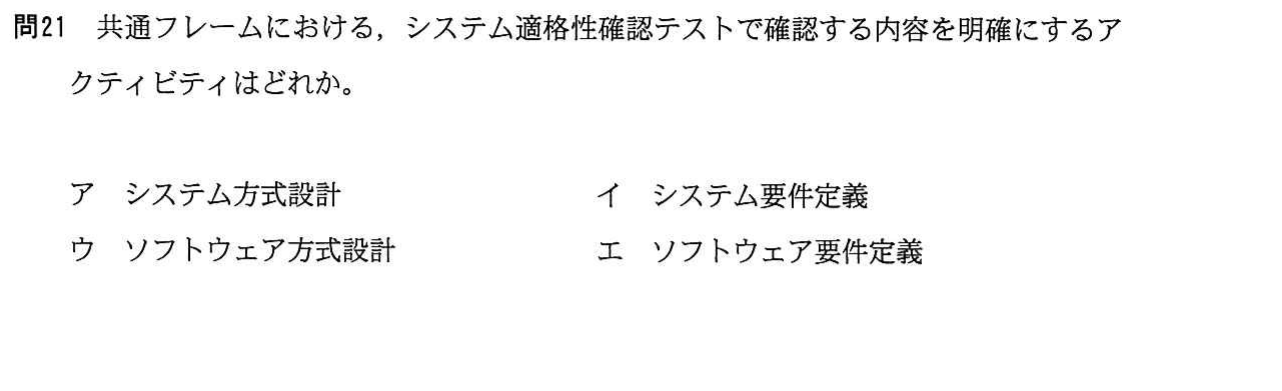 問21 共通フレームにおける，システム適格性確認テストで確認する内容を明確にするア
クティビティはどれか。
ア システム方式設計 イ システム要件定義
ウ ソフトウェア方式設計 エ ソフトウェア要件定義